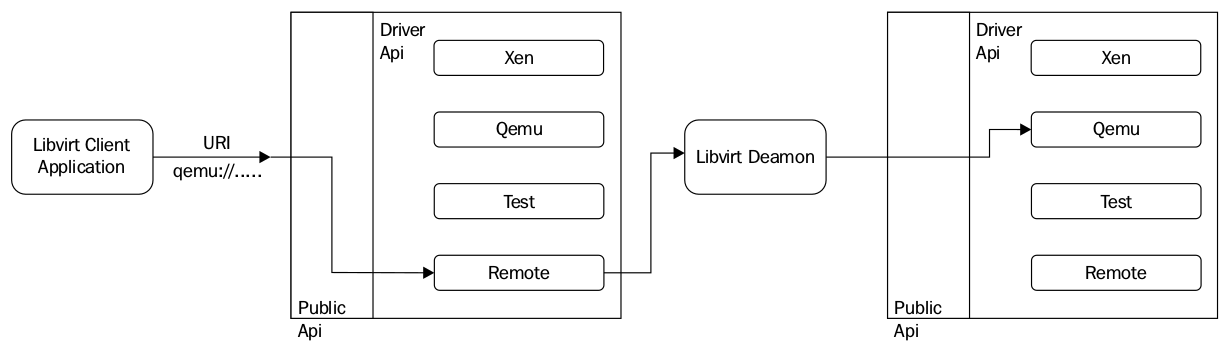 Libvirt Client
Application
URI
qemu://.....
Driver
Api
Xen
Qemu
Test
Remote
Public
Api
Libvirt Deamon
Driver
Api
Xen
Qemu
Test
Remote
Public
Api